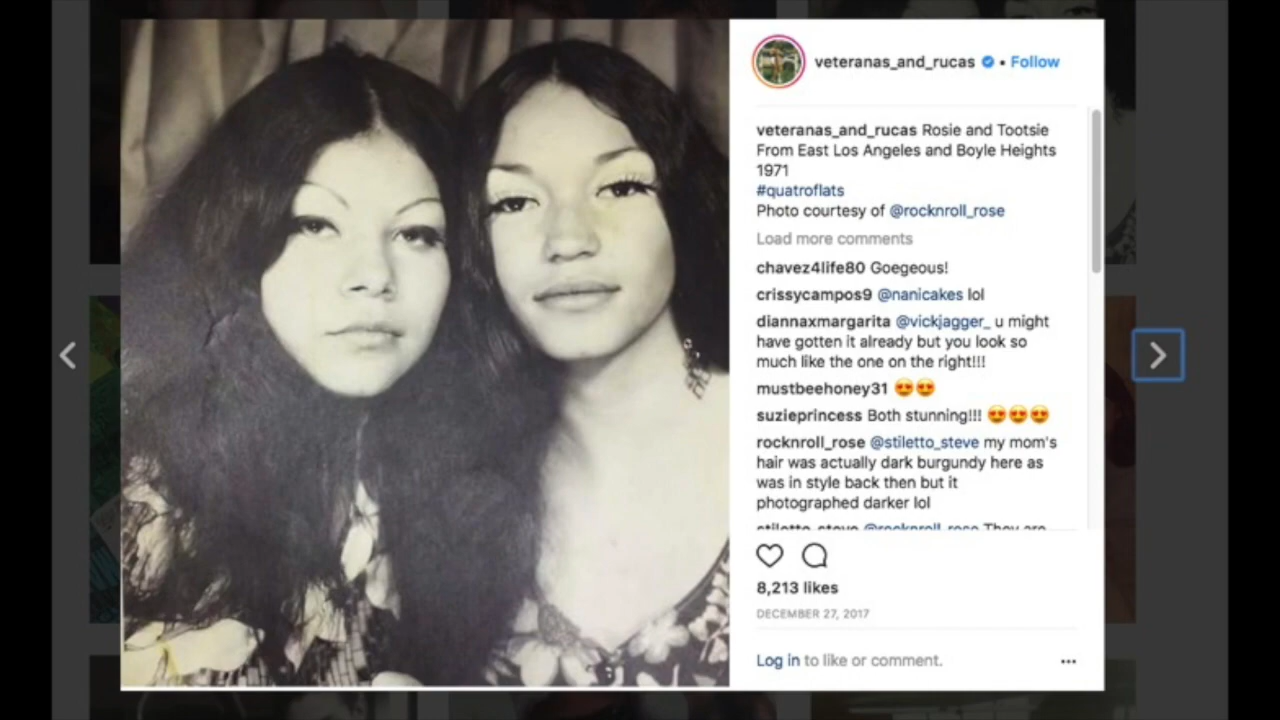 veteranas_and_rucas • Follow
veteranas_and_rucas Rosie and Tootsie
From East Los Angeles and Boyle Heights
1971
#quatroflats
Photo courtesy of @rocknroll_rose
Load more comments
chavez4life80 Goegeous!
crissycampos9 @nanicakes lol
diannaxmargarita @vickjagger_ u might
have gotten it already but you look so
much like the one on the right!!!
mustbeehoney31 😍😍
suzieprincess Both stunning!!! 😍😍😍
rocknroll_rose @stiletto_steve my mom's
hair was actually dark burgundy here as
was in style back then but it
photographed darker lol
stiletto_steve @rocknroll_rose They are
8,213 likes
DECEMBER 27, 2017
Log in to like or comment.